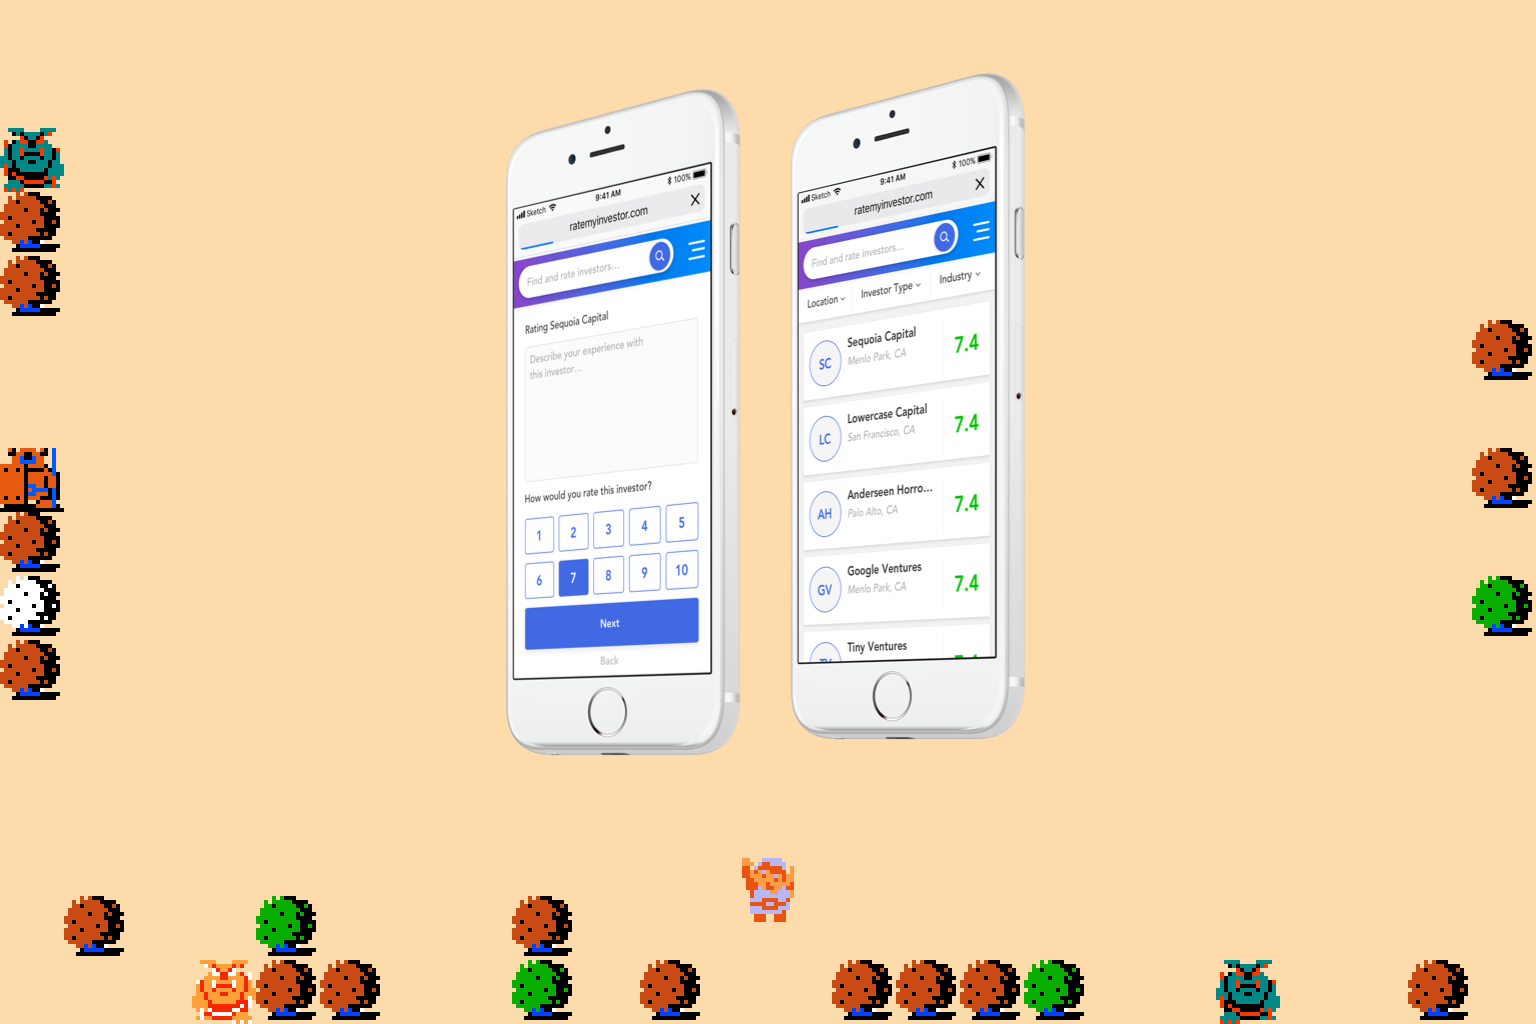 Sketch 9:41 AM 100%
ratemyinvestor.com X
Find and rate investors...
Rating Sequoia Capital
Describe your experience with
this investor...
How would you rate this investor?
1 2 3 4 5
6 7 8 9 10
Next
Back
Sketch 9:41 AM 100%
ratemyinvestor.com X
Find and rate investors...
Location Investor Type Industry
SC Sequoia Capital 7.4
Menlo Park, CA
LC Lowercase Capital 7.4
San Francisco, CA
AH Anderseen Horro... 7.4
Palo Alto, CA
GV Google Ventures 7.4
Menlo Park, CA
Tiny Ventures